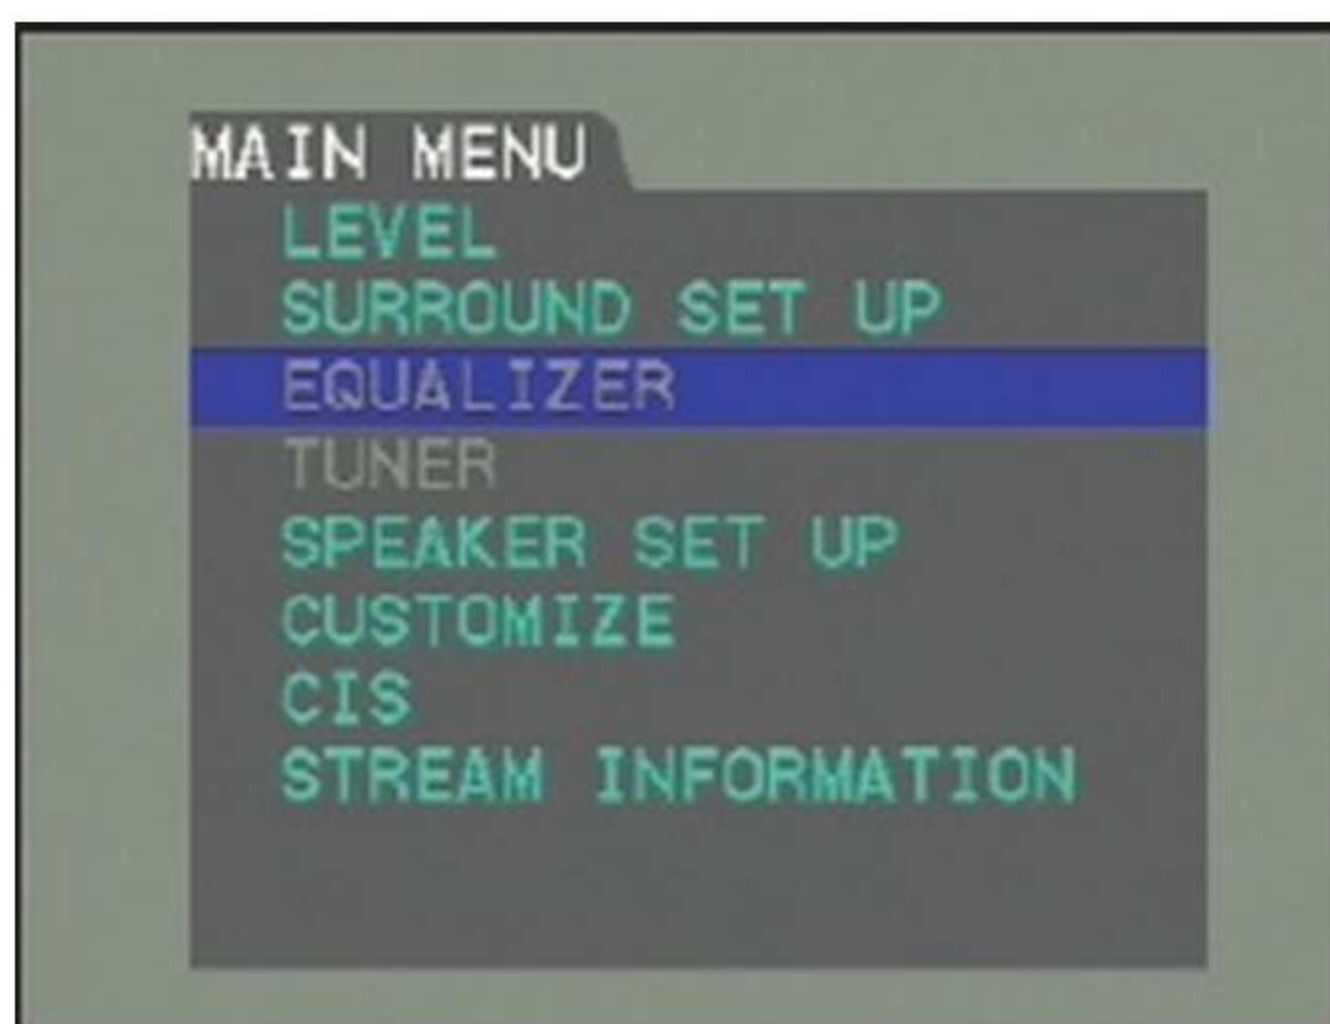 MAIN MENU
LEVEL
SURROUND SET UP
EQUALIZER
TUNER
SPEAKER SET UP
CUSTOMIZE
CIS
STREAM INFORMATION